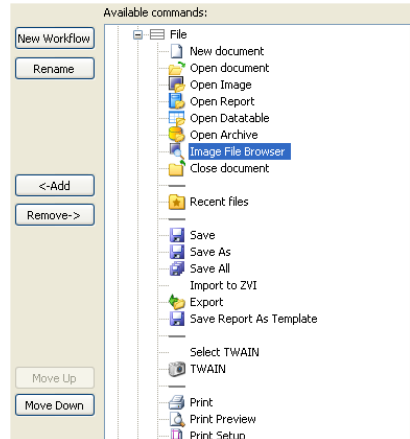 Available commands:
New Workflow
Rename
<-Add
Remove->
Move Up
Move Down
File
New document
Open document
Open Image
Open Report
Open Datatable
Open Archive
Image File Browser
Close document
Recent files
Save
Save As
Save All
Import to ZVI
Export
Save Report As Template
Select TWAIN
TWAIN
Print
Print Preview
Print Setup